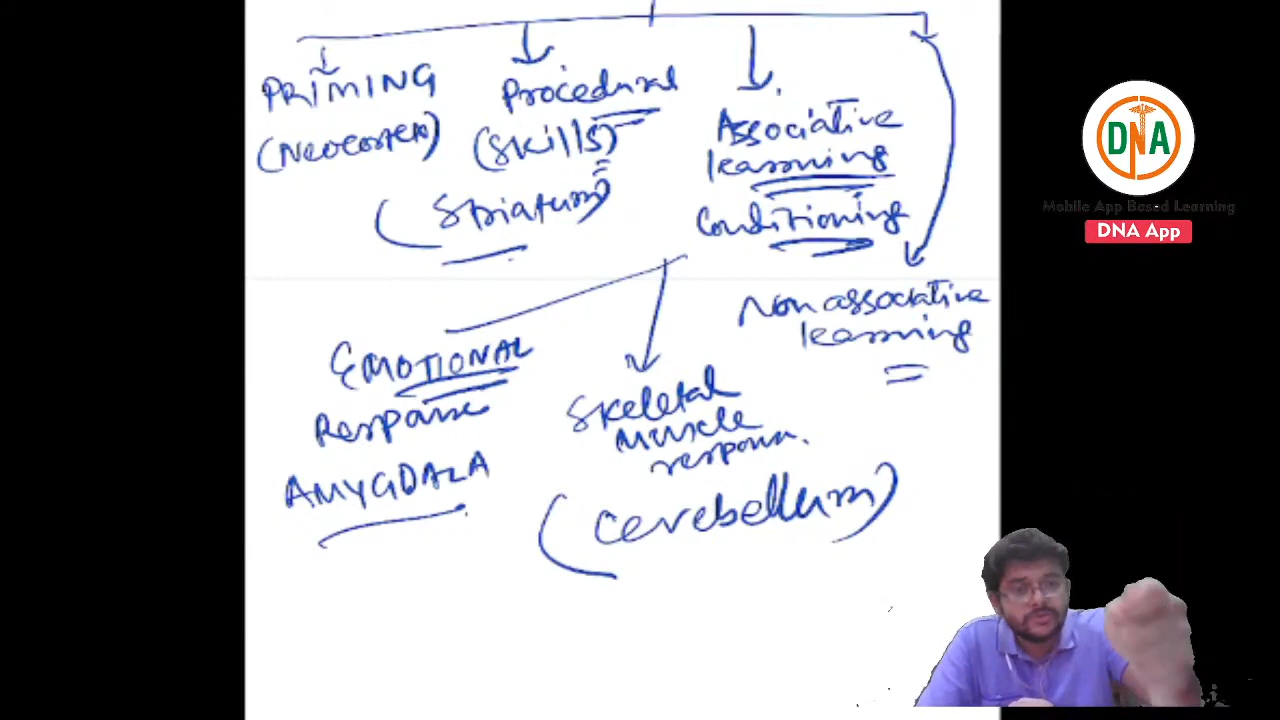 PRIMING
(Neocortex)
Procedural
(Skills)
(Striatum)
Associative
learning
Conditioning
Non associative
learning
EMOTIONAL
Response
AMYGDALA
Skeletal
Muscle
respons.
(Cerebellum)
DNA
Mobile App Based Learning
DNA App